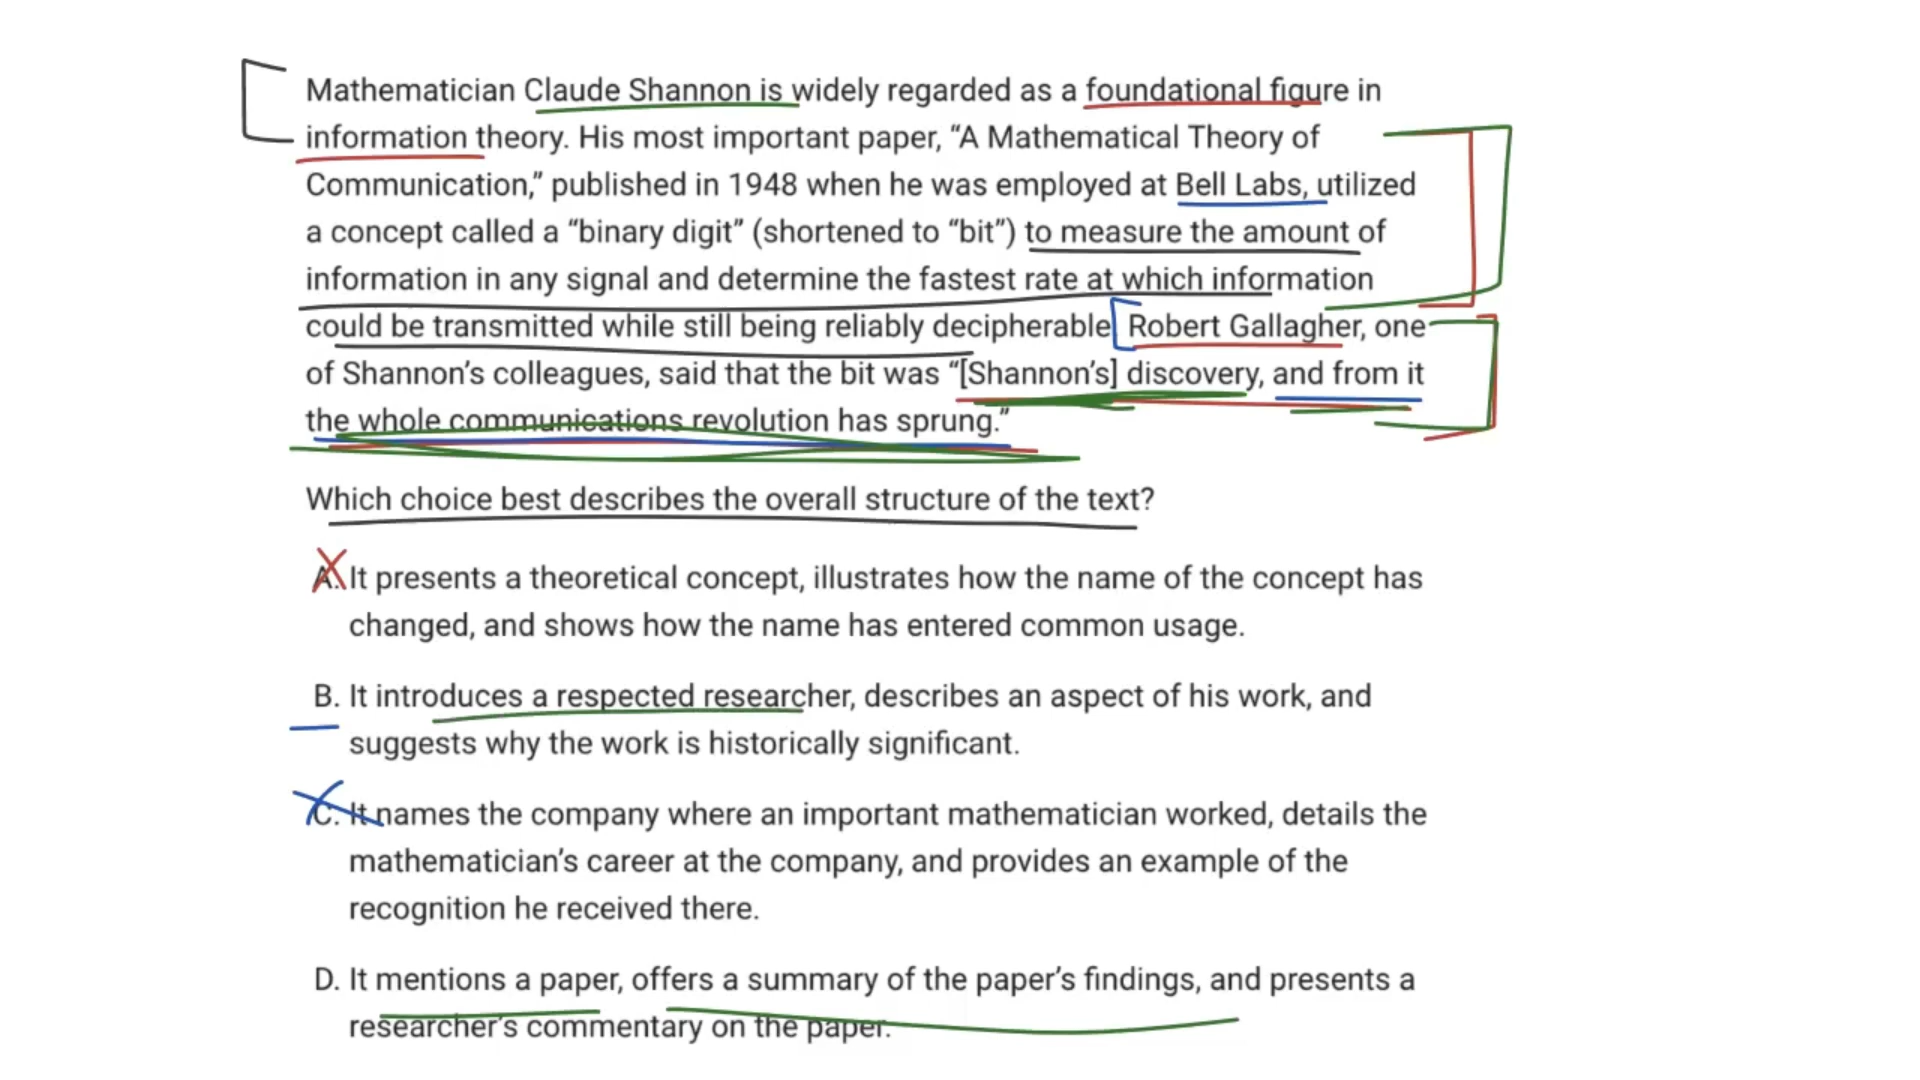 Mathematician Claude Shannon is widely regarded as a foundational figure in
information theory. His most important paper, “A Mathematical Theory of
Communication,” published in 1948 when he was employed at Bell Labs, utilized
a concept called a “binary digit” (shortened to “bit”) to measure the amount of
information in any signal and determine the fastest rate at which information
could be transmitted while still being reliably decipherable. Robert Gallagher, one
of Shannon’s colleagues, said that the bit was “[Shannon’s] discovery, and from it
the whole communications revolution has sprung.”
Which choice best describes the overall structure of the text?
A. It presents a theoretical concept, illustrates how the name of the concept has
changed, and shows how the name has entered common usage.
B. It introduces a respected researcher, describes an aspect of his work, and
suggests why the work is historically significant.
C. It names the company where an important mathematician worked, details the
mathematician’s career at the company, and provides an example of the
recognition he received there.
D. It mentions a paper, offers a summary of the paper’s findings, and presents a
researcher’s commentary on the paper.